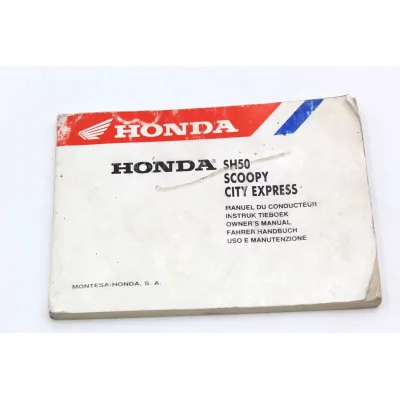 HONDA
HONDA SH50
SCOOPY
CITY EXPRESS
MANUEL DU CONDUCTEUR
INSTRUK TIEBOEK
OWNER'S MANUAL
FAHRER HANDBUCH
USO E MANUTENZIONE
MONTESA-HONDA, S. A.